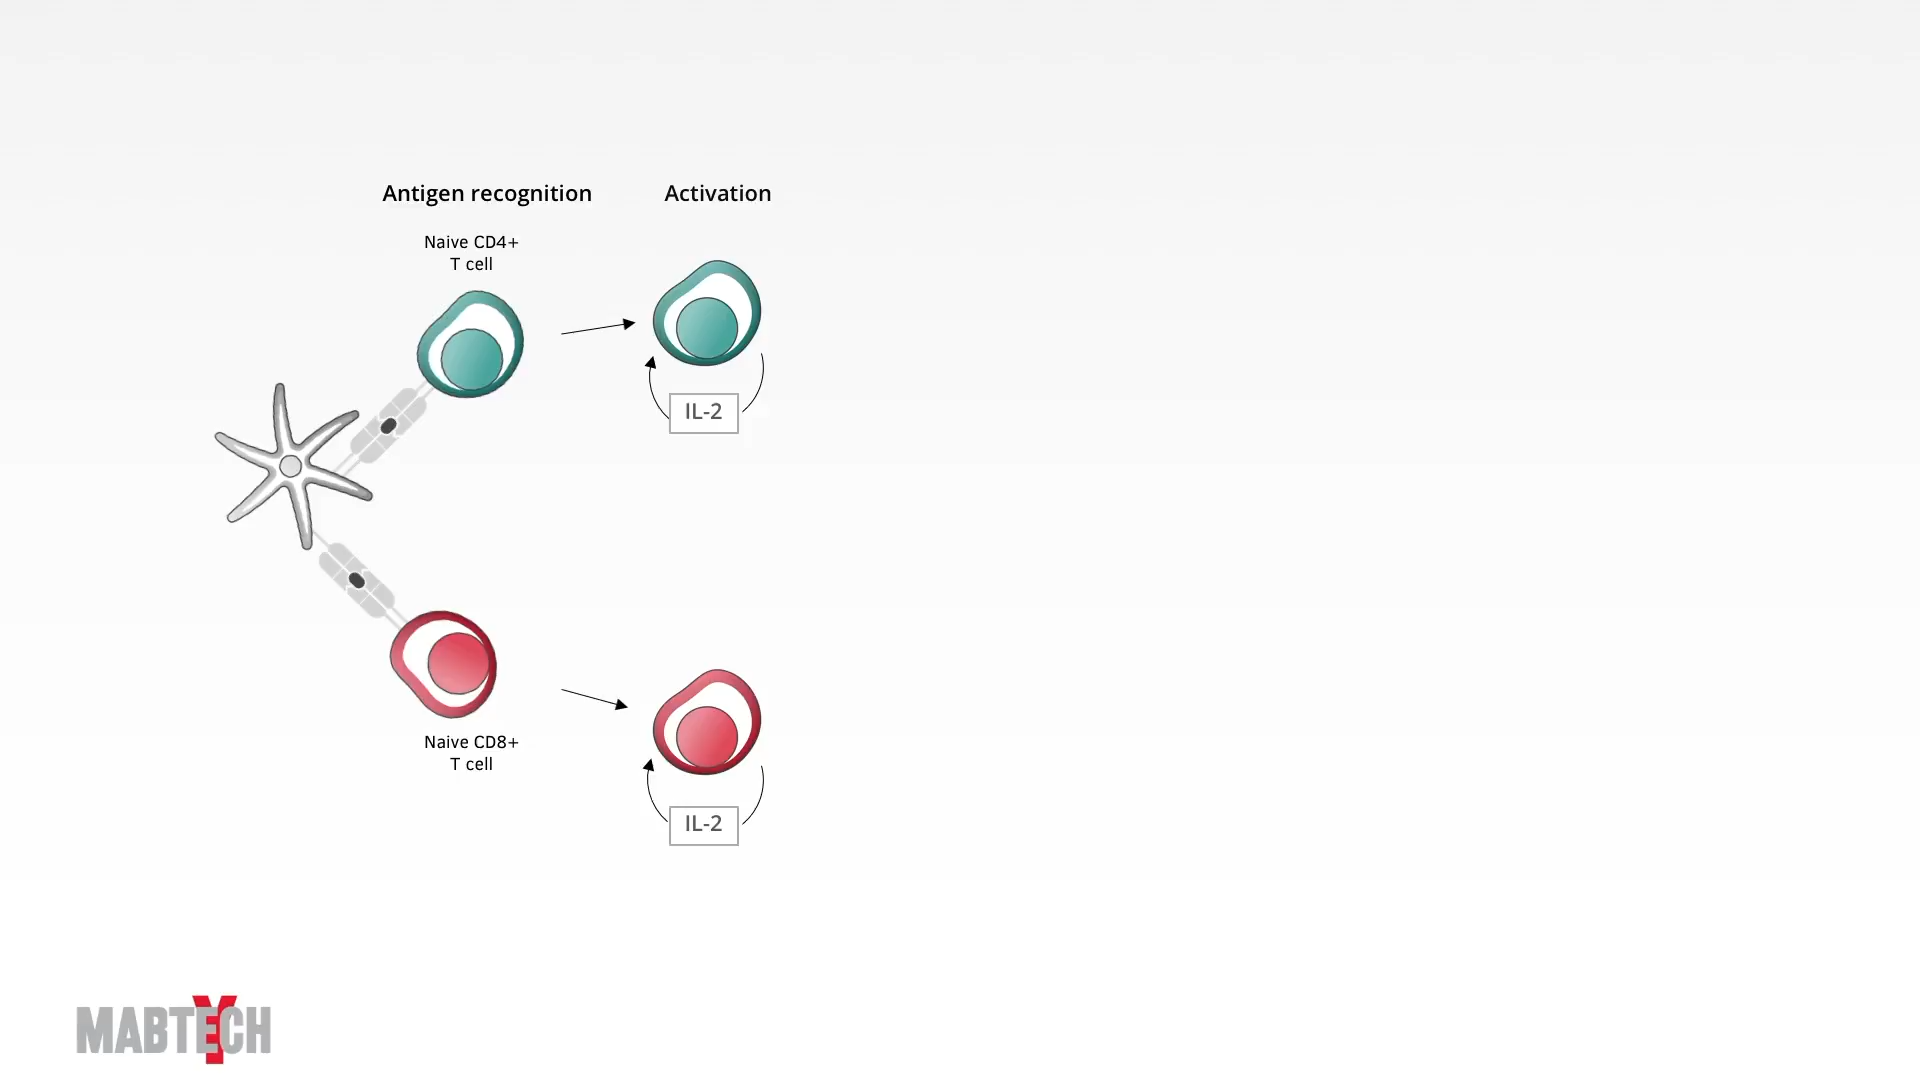 Antigen recognition
Activation
Naive CD4+
T cell
IL-2
Naive CD8+
T cell
IL-2
MABTECH